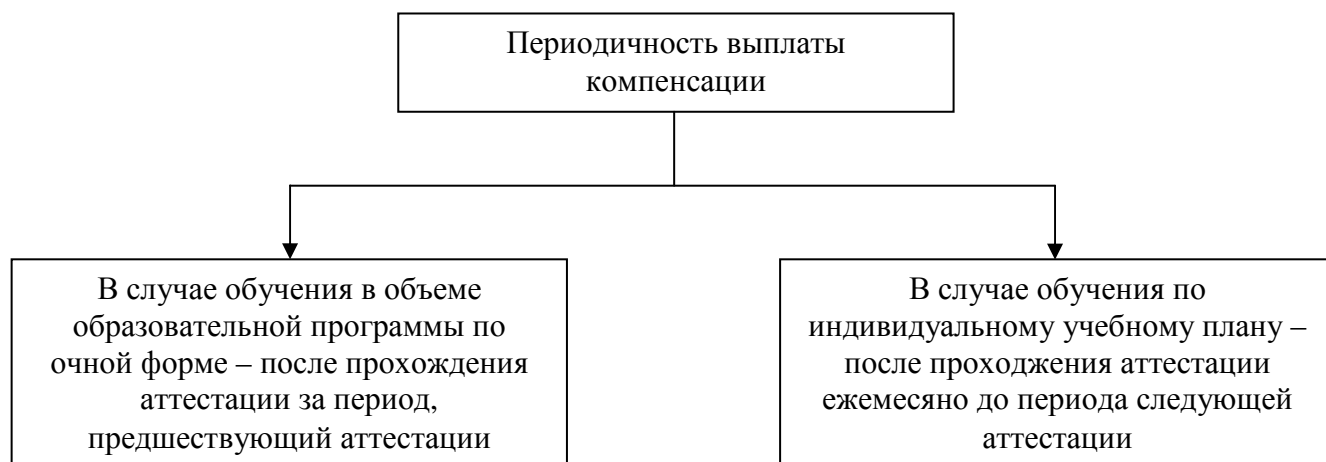 Периодичность выплаты
компенсации
В случае обучения в объеме
образовательной программы по
очной форме – после прохождения
аттестации за период,
предшествующий аттестации
В случае обучения по
индивидуальному учебному плану –
после проходжения аттестации
ежемесяно до периода следующей
аттестации